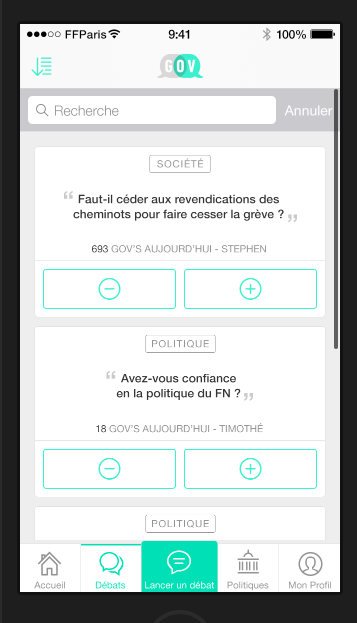 FFParis 9:41 100%
GOV
Recherche Annuler
SOCIÉTÉ
“ Faut-il céder aux revendications des
cheminots pour faire cesser la grève ? ”
693 GOV'S AUJOURD'HUI - STEPHEN
POLITIQUE
“ Avez-vous confiance
en la politique du FN ? ”
18 GOV'S AUJOURD'HUI - TIMOTHÉ
POLITIQUE
Accueil Débats Lancer un débat Politiques Mon Profil